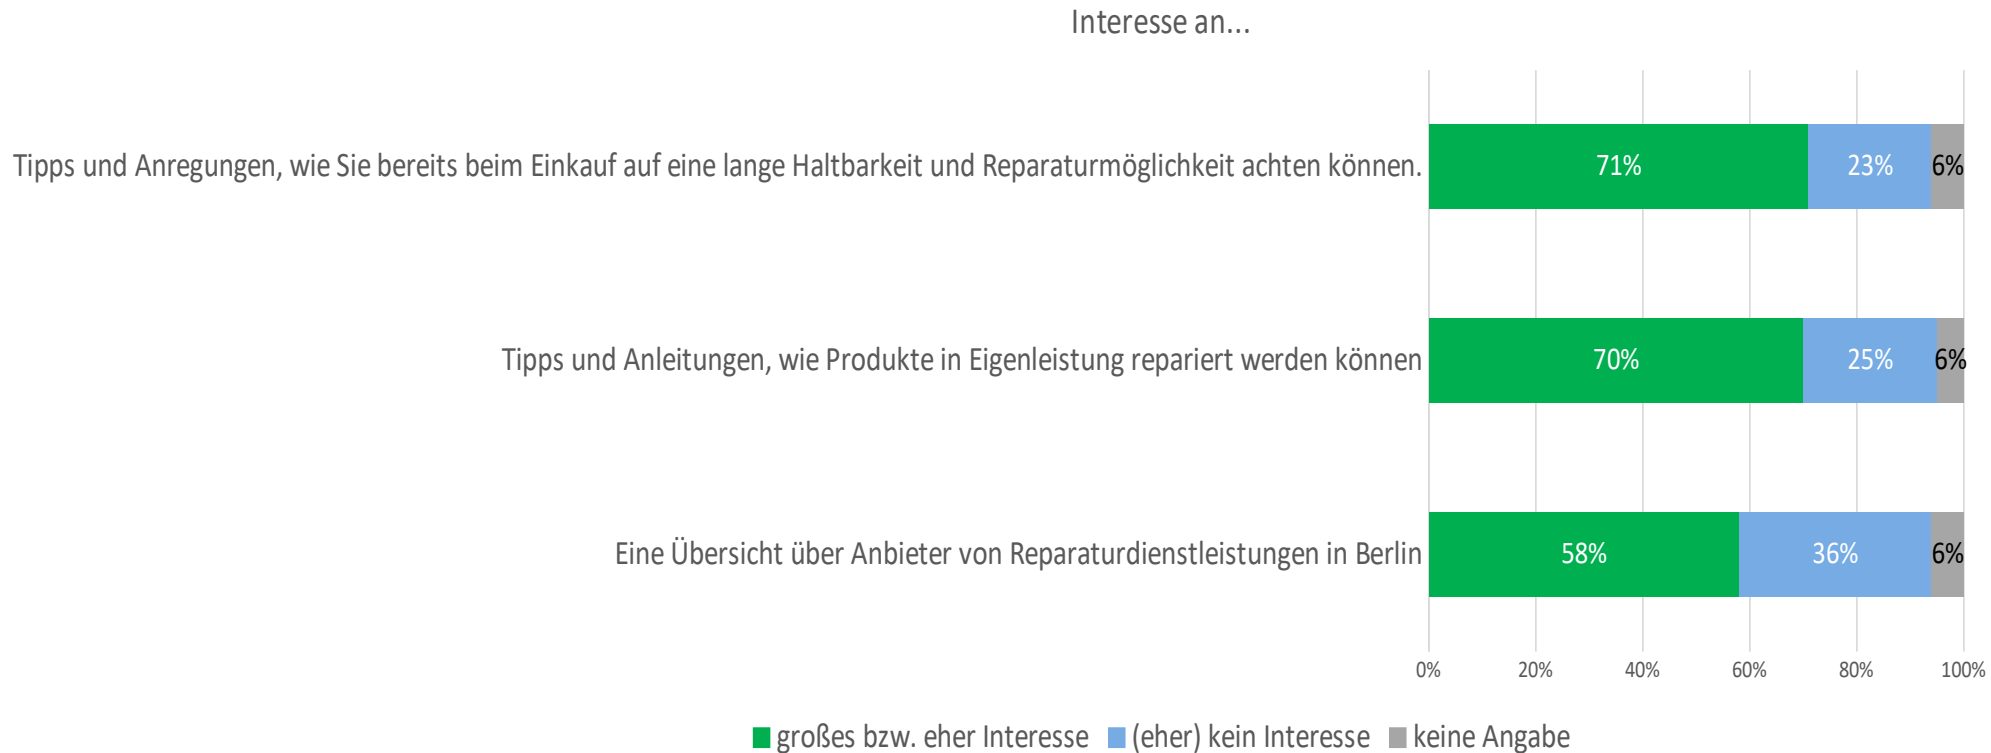 Interesse an...
Tipps und Anregungen, wie Sie bereits beim Einkauf auf eine lange Haltbarkeit und Reparaturmöglichkeit achten können. 71% 23% 6%
Tipps und Anleitungen, wie Produkte in Eigenleistung repariert werden können 70% 25% 6%
Eine Übersicht über Anbieter von Reparaturdienstleistungen in Berlin 58% 36% 6%
0% 20% 40% 60% 80% 100%
großes bzw. eher Interesse (eher) kein Interesse keine Angabe